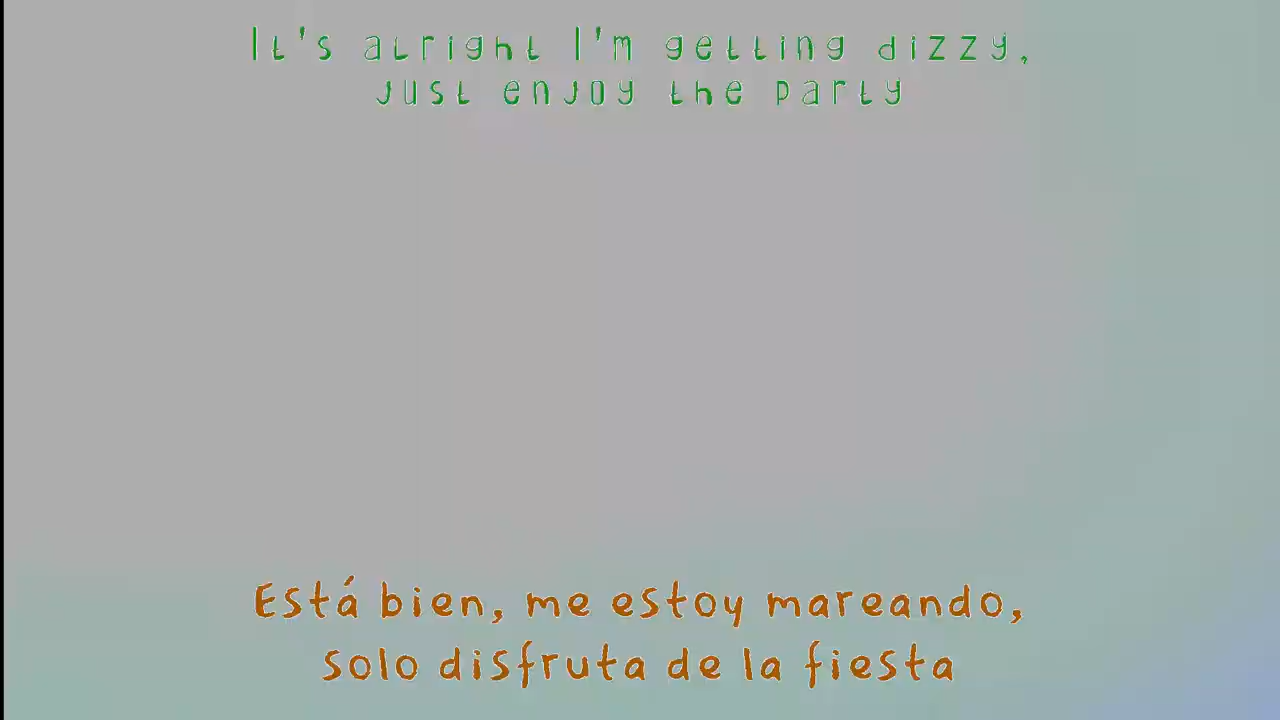 It's alright I'm getting dizzy,
just enjoy the party
Está bien, me estoy mareando,
solo disfruta de la fiesta